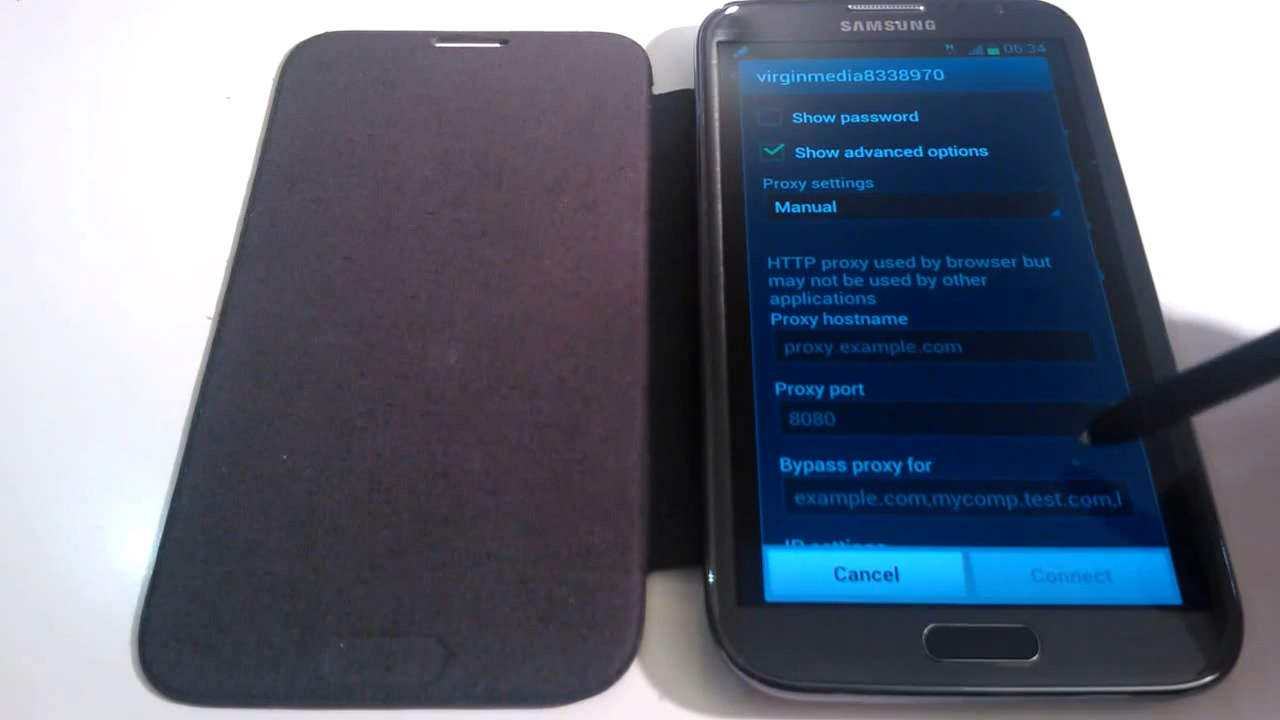 SAMSUNG
06:34
virginmedia8338970
Show password
Show advanced options
Proxy settings
Manual
HTTP proxy used by browser but
may not be used by other
applications
Proxy hostname
proxy.example.com
Proxy port
8080
Bypass proxy for
example.com,mycomp.test.com,l
IP settings
Cancel
Connect